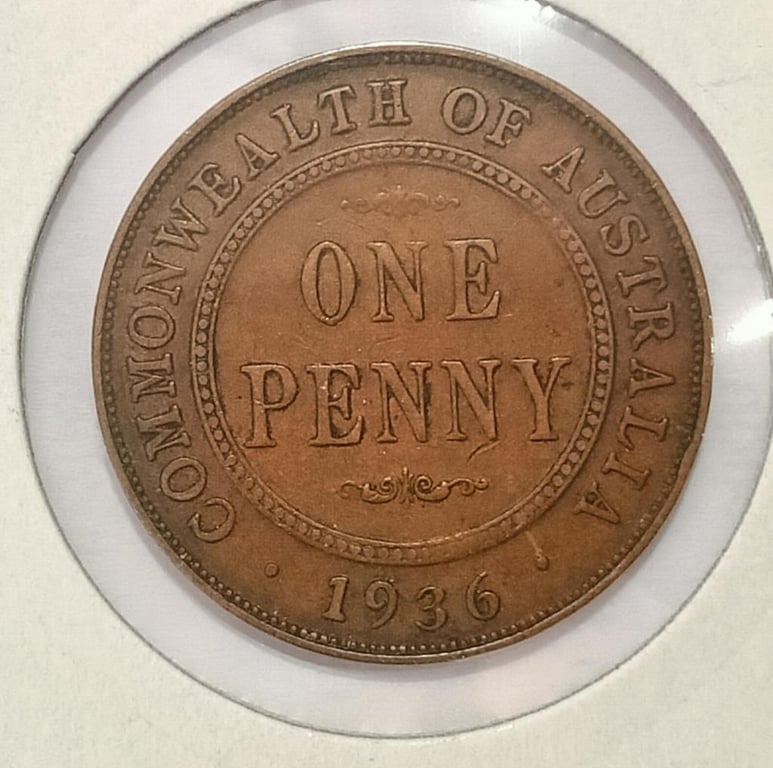 COMMONWEALTH OF AUSTRALIA
ONE
PENNY
· 1936 ·